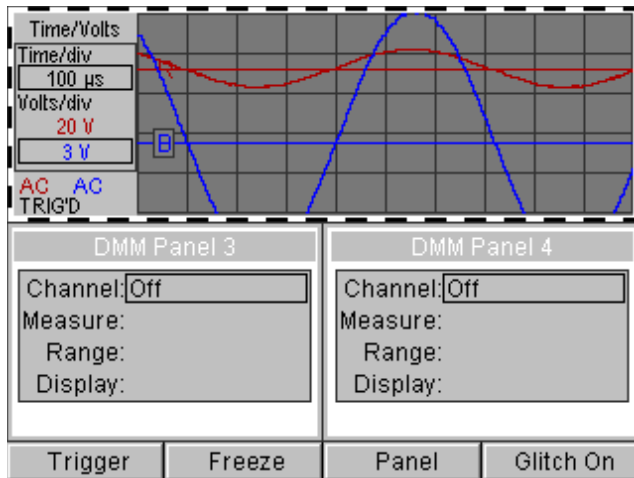 Time/Volts
Time/div
100 µs
Volts/div
20 V
3 V
AC AC
TRIG'D
B
DMM Panel 3
Channel: Off
Measure:
Range:
Display:
DMM Panel 4
Channel: Off
Measure:
Range:
Display:
Trigger
Freeze
Panel
Glitch On